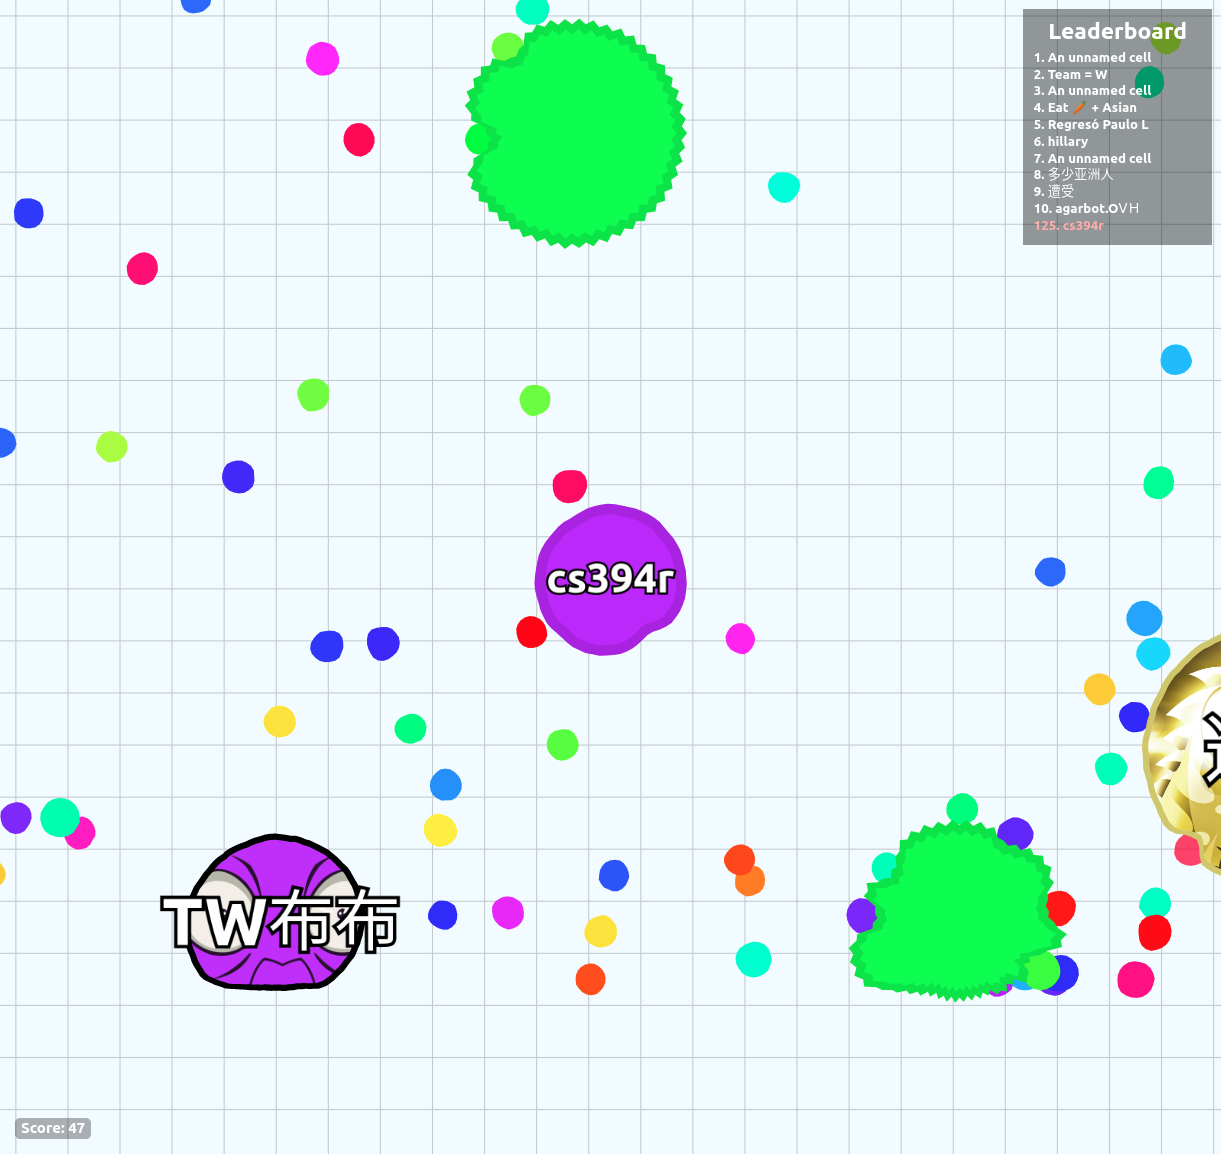 Leaderboard
1. An unnamed cell
2. Team = W
3. An unnamed cell
4. Eat 🥕 + Asian
5. Regresó Paulo L
6. hillary
7. An unnamed cell
8. 多少亚洲人
9. 遭受
10. agarbot.OVH
125. cs394r
cs394r
TW布布
Score: 47